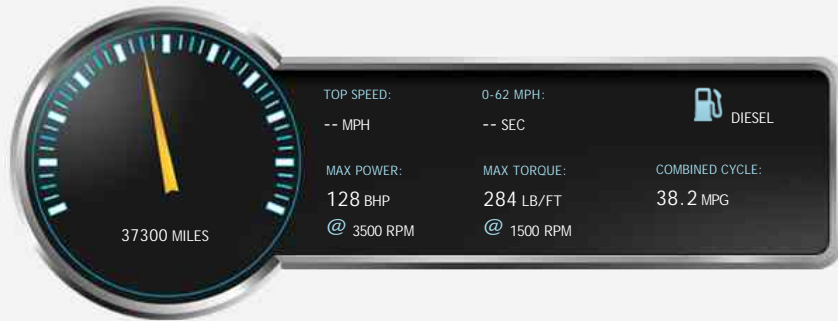 TOP SPEED:
-- MPH
0-62 MPH:
-- SEC
DIESEL
MAX POWER:
128 BHP
@ 3500 RPM
MAX TORQUE:
284 LB/FT
@ 1500 RPM
COMBINED CYCLE:
38.2 MPG
37300 MILES